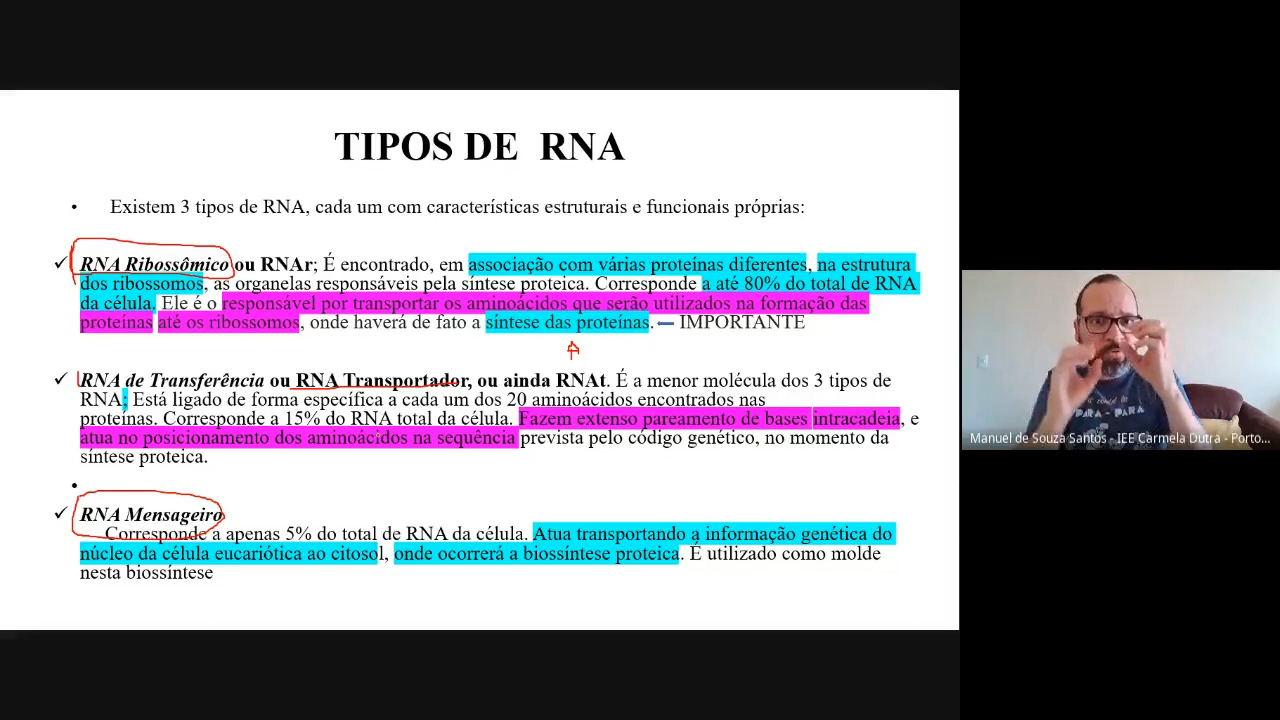 TIPOS DE RNA
• Existem 3 tipos de RNA, cada um com características estruturais e funcionais próprias:
✓ RNA Ribossômico ou RNAr; É encontrado, em associação com várias proteínas diferentes, na estrutura
dos ribossomos, as organelas responsáveis pela síntese proteica. Corresponde a até 80% do total de RNA
da célula. Ele é o responsável por transportar os aminoácidos que serão utilizados na formação das
proteínas até os ribossomos, onde haverá de fato a síntese das proteínas. IMPORTANTE
✓ RNA de Transferência ou RNA Transportador, ou ainda RNAt. É a menor molécula dos 3 tipos de
RNA; Está ligado de forma específica a cada um dos 20 aminoácidos encontrados nas
proteínas. Corresponde a 15% do RNA total da célula. Fazem extenso pareamento de bases intracadeia, e
atua no posicionamento dos aminoácidos na sequência prevista pelo código genético, no momento da
síntese proteica.
•
✓ RNA Mensageiro
Corresponde a apenas 5% do total de RNA da célula. Atua transportando a informação genética do
núcleo da célula eucariótica ao citosol, onde ocorrerá a biossíntese proteica. É utilizado como molde
nesta biossíntese
PARA - PARA
Manuel de Souza Santos - IEE Carmela Dutra - Porto...